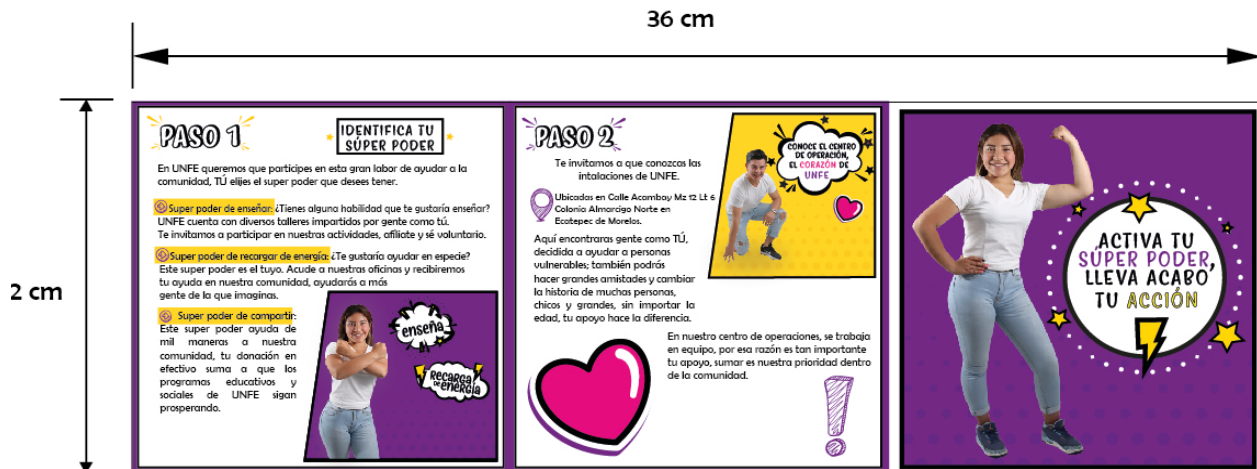 36 cm
2 cm
PASO 1
IDENTIFICA TU
SÚPER PODER
En UNFE queremos que participes en esta gran labor de ayudar a la
comunidad, TÚ elijes el super poder que desees tener.
Super poder de enseñar: ¿Tienes alguna habilidad que te gustaría enseñar?
UNFE cuenta con diversos talleres impartidos por gente como tú.
Te invitamos a participar en nuestras actividades, afíliate y sé voluntario.
Super poder de recargar de energía: ¿Te gustaría ayudar en especie?
Este super poder es el tuyo. Acude a nuestras oficinas y recibiremos
tu ayuda en nuestra comunidad, ayudarás a más
gente de la que imaginas.
Super poder de compartir:
Este super poder ayuda de
mil maneras a nuestra
comunidad, tu donación en
efectivo suma a que los
programas educativos y
sociales de UNFE sigan
prosperando.
enseña
RECARGA
DE ENERGÍA
PASO 2
Te invitamos a que conozcas las
intalaciones de UNFE.
Ubicadas en Calle Acambay Mz 12 Lt 6
Colonia Almarcigo Norte en
Ecatepec de Morelos.
Aquí encontraras gente como TÚ,
decidida a ayudar a personas
vulnerables; también podrás
hacer grandes amistades y cambiar
la historia de muchas personas,
chicos y grandes, sin importar la
edad, tu apoyo hace la diferencia.
CONOCE EL CENTRO
DE OPERACIÓN,
EL CORAZÓN DE
UNFE
En nuestro centro de operaciones, se trabaja
en equipo, por esa razón es tan importante
tu apoyo, sumar es nuestra prioridad dentro
de la comunidad.
ACTIVA TU
SÚPER PODER,
LLEVA ACABO
TU ACCIÓN